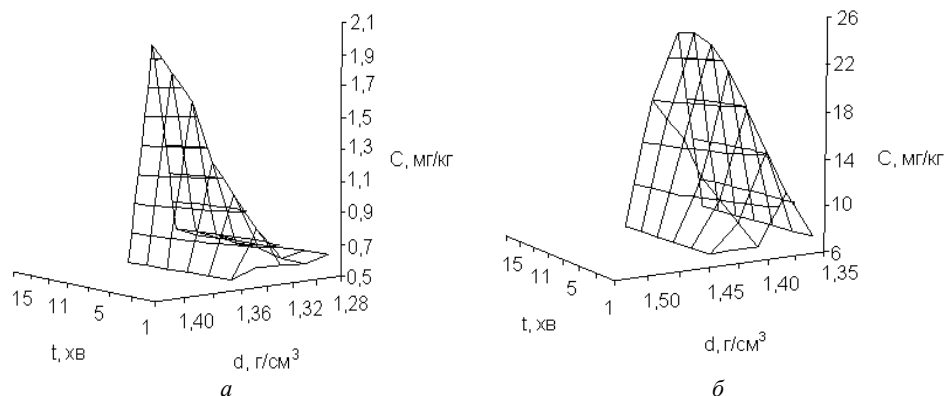 2,1
1,9
1,7
1,5
1,3
1,1
0,9
0,7
0,5
C, мг/кг
15 11 5 1
1,40 1,36 1,32 1,28
t, хв
d, г/см³
а
26
22
18
14
10
6
C, мг/кг
15 11 5 1
1,50 1,45 1,40 1,35
t, хв
d, г/см³
б